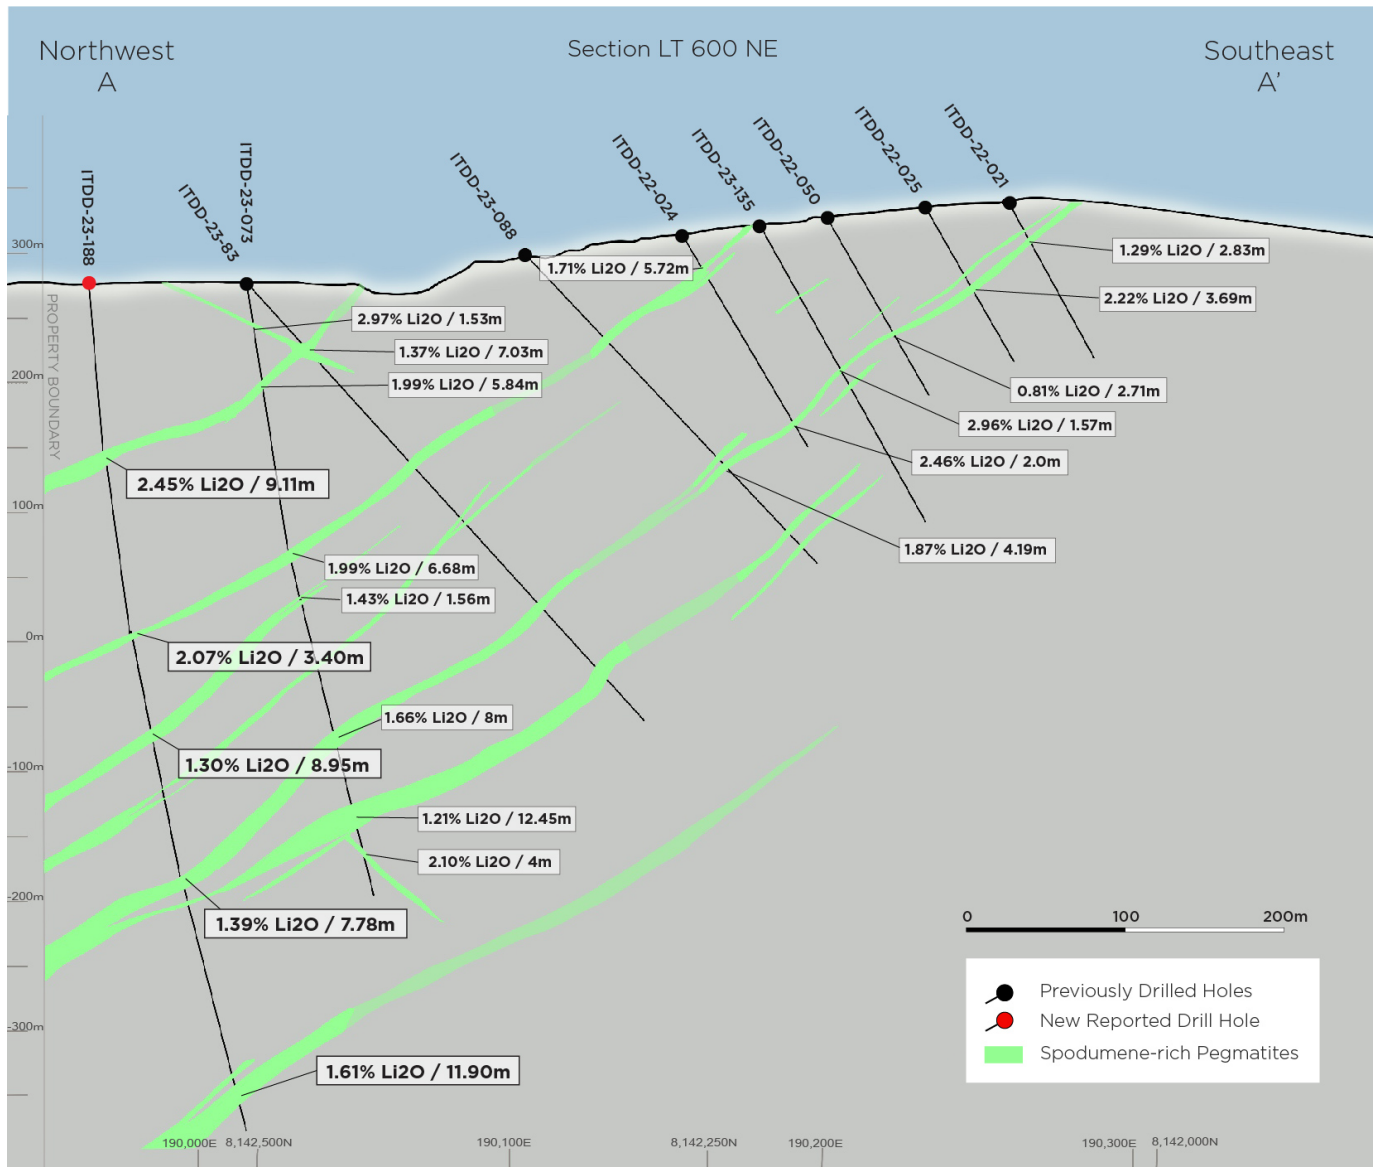 Northwest
A
Section LT 600 NE
Southeast
A'
ITDD-23-188
ITDD-23-83
ITDD-23-073
ITDD-23-088
ITDD-22-024
ITDD-23-135
ITDD-22-050
ITDD-22-025
ITDD-22-021
300m
200m
100m
0m
-100m
-200m
-300m
PROPERTY BOUNDARY
1.71% Li2O / 5.72m
1.29% Li2O / 2.83m
2.22% Li2O / 3.69m
2.97% Li2O / 1.53m
1.37% Li2O / 7.03m
1.99% Li2O / 5.84m
0.81% Li2O / 2.71m
2.96% Li2O / 1.57m
2.46% Li2O / 2.0m
2.45% Li2O / 9.11m
1.87% Li2O / 4.19m
1.99% Li2O / 6.68m
1.43% Li2O / 1.56m
2.07% Li2O / 3.40m
1.66% Li2O / 8m
1.30% Li2O / 8.95m
1.21% Li2O / 12.45m
2.10% Li2O / 4m
1.39% Li2O / 7.78m
1.61% Li2O / 11.90m
0 100 200m
Previously Drilled Holes
New Reported Drill Hole
Spodumene-rich Pegmatites
190,000E 8,142,500N 190,100E 8,142,250N 190,200E 190,300E 8,142,000N